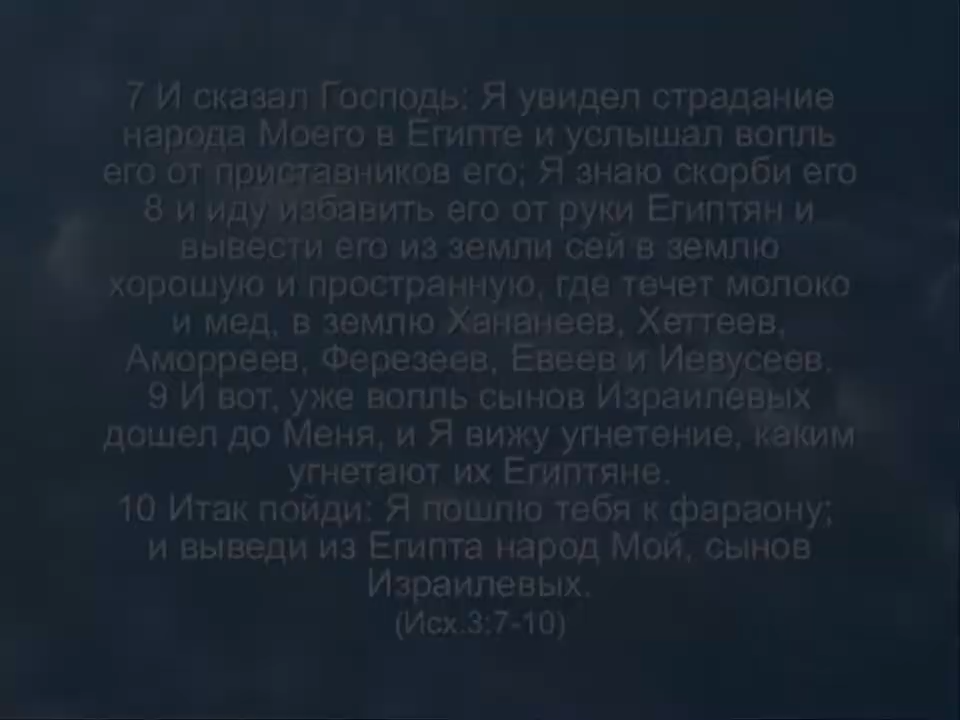 7 И сказал Господь: Я увидел страдание
народа Моего в Египте и услышал вопль
его от приставников его; Я знаю скорби его
8 и иду избавить его от руки Египтян и
вывести его из земли сей в землю
хорошую и пространную, где течет молоко
и мед, в землю Хананеев, Хеттеев,
Аморреев, Ферезеев, Евеев и Иевусеев.
9 И вот, уже вопль сынов Израилевых
дошел до Меня, и Я вижу угнетение, каким
угнетают их Египтяне.
10 Итак пойди: Я пошлю тебя к фараону;
и выведи из Египта народ Мой, сынов
Израилевых.
(Исх.3:7-10)